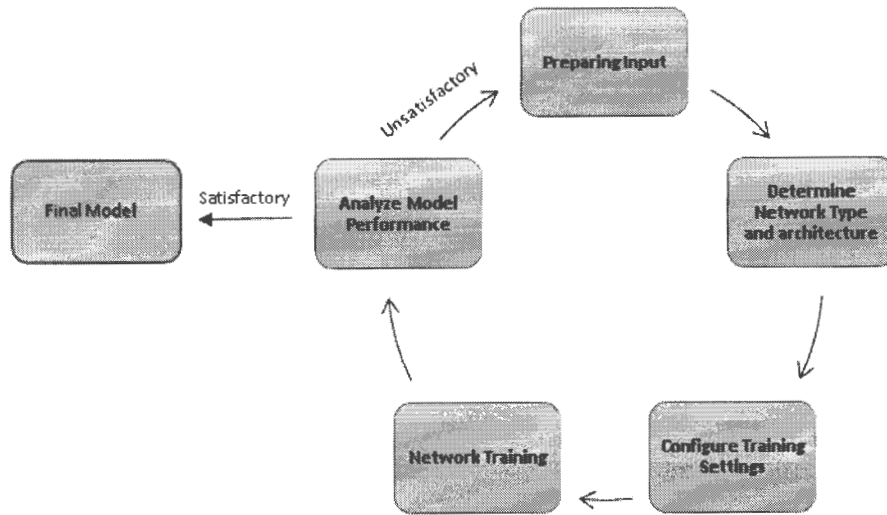 Preparing Input
Unsatisfactory
Determine
Network Type
and architecture
Analyze Model
Performance
Satisfactory
Final Model
Configure Training
Settings
Network Training